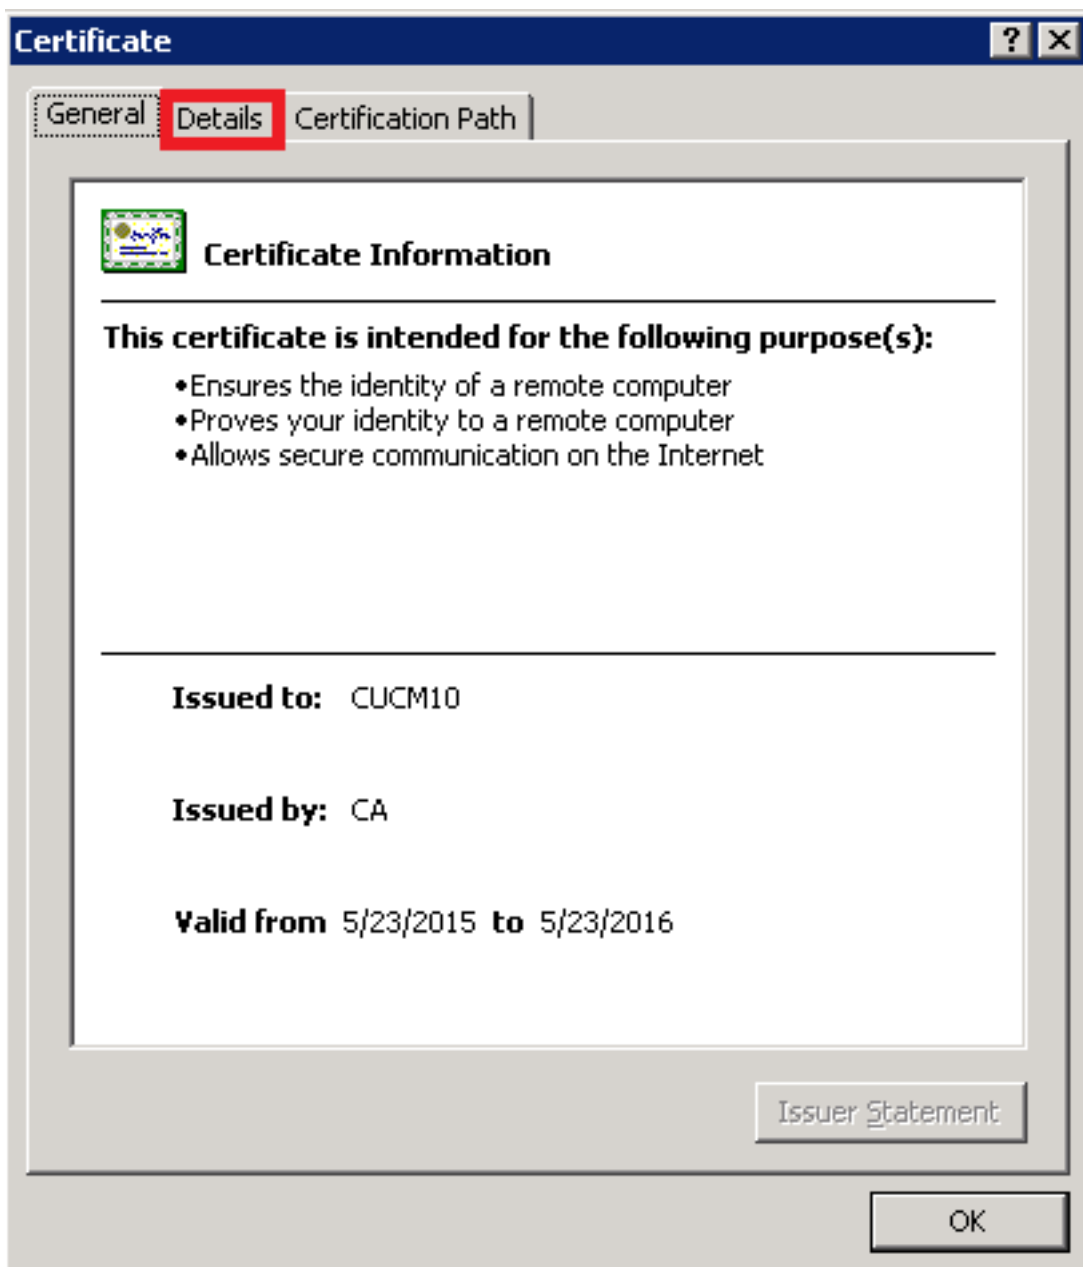 Certificate
General Details Certification Path
Certificate Information
This certificate is intended for the following purpose(s):
•Ensures the identity of a remote computer
•Proves your identity to a remote computer
•Allows secure communication on the Internet
Issued to: CUCM10
Issued by: CA
Valid from 5/23/2015 to 5/23/2016
Issuer Statement
OK